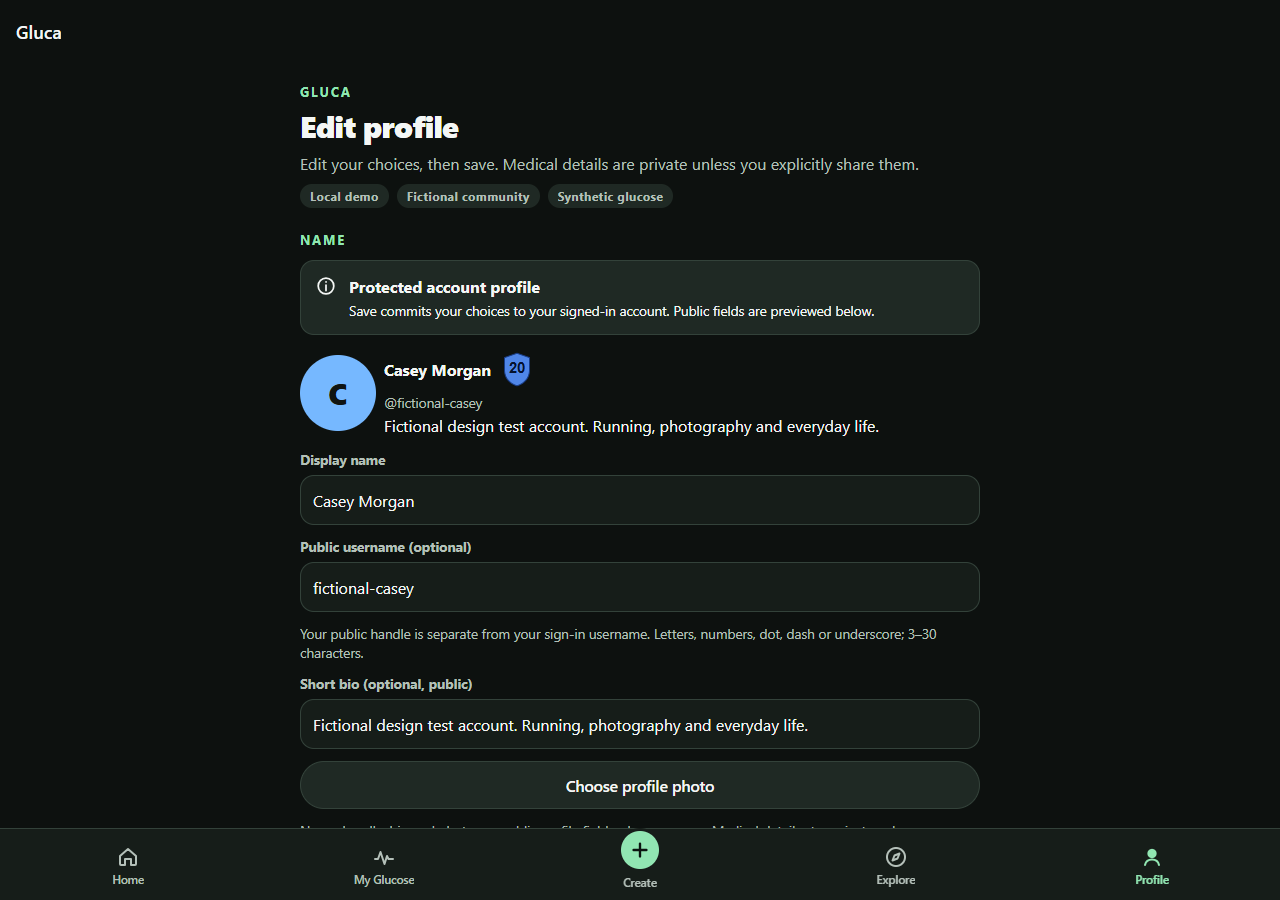 Gluca
GLUCA
Edit profile
Edit your choices, then save. Medical details are private unless you explicitly share them.
Local demo
Fictional community
Synthetic glucose
NAME
Protected account profile
Save commits your choices to your signed-in account. Public fields are previewed below.
C
Casey Morgan
20
@fictional-casey
Fictional design test account. Running, photography and everyday life.
Display name
Casey Morgan
Public username (optional)
fictional-casey
Your public handle is separate from your sign-in username. Letters, numbers, dot, dash or underscore; 3–30
characters.
Short bio (optional, public)
Fictional design test account. Running, photography and everyday life.
Choose profile photo
Home
My Glucose
Create
Explore
Profile